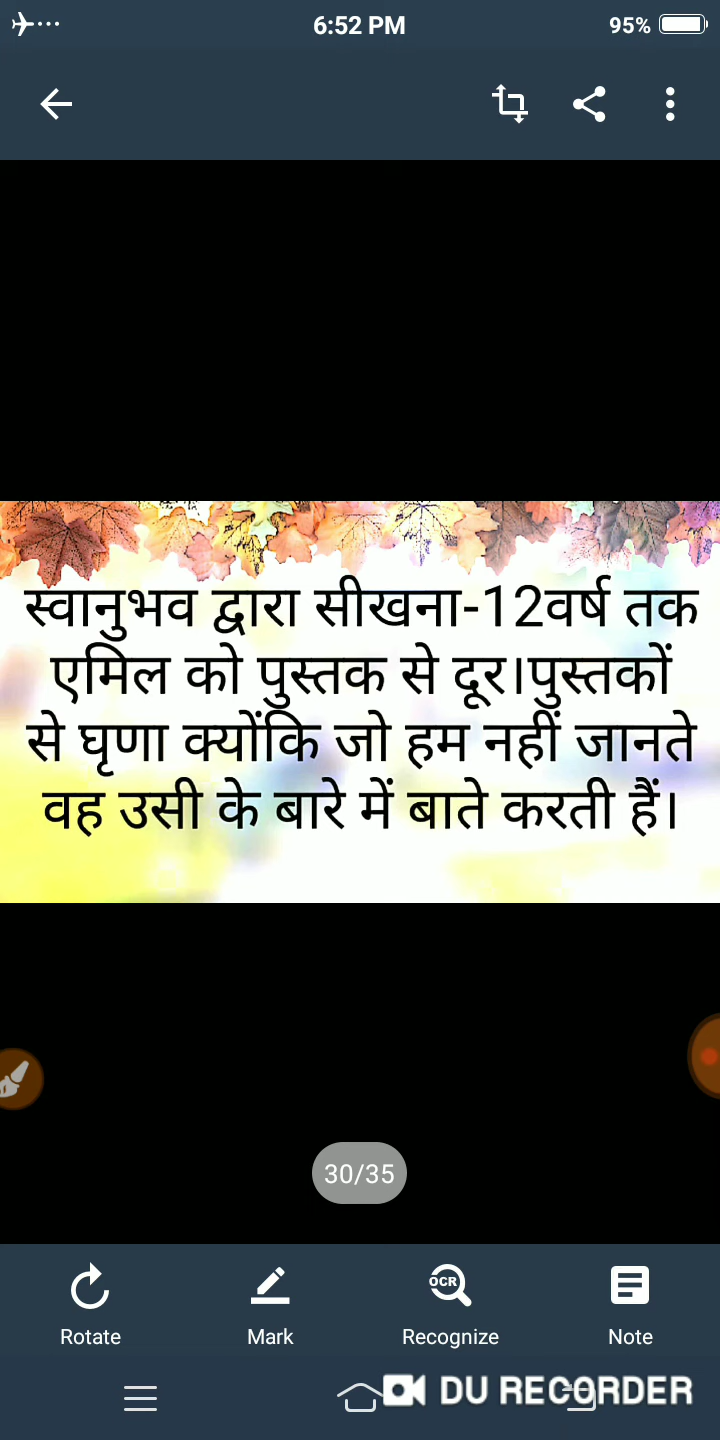 6:52 PM 95%
स्वानुभव द्वारा सीखना-12वर्ष तक
एमिल को पुस्तक से दूर।पुस्तकों
से घृणा क्योंकि जो हम नहीं जानते
वह उसी के बारे में बाते करती हैं।
30/35
OCR
Rotate Mark Recognize Note
DU RECORDER